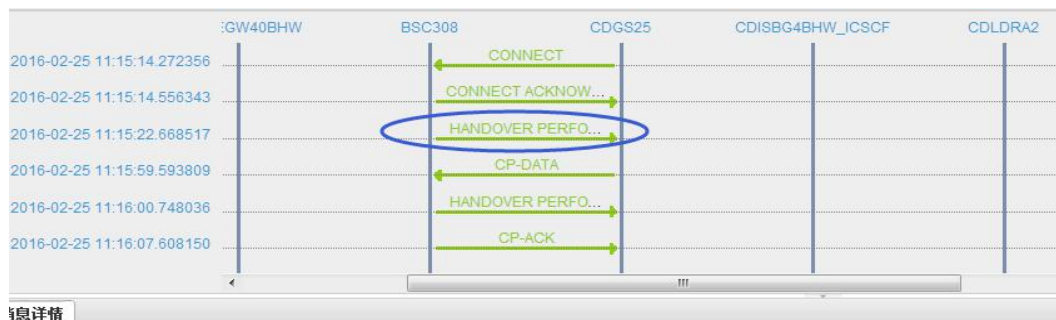 :GW40BHW BSC308 CDGS25 CDISBG4BHW_ICSCF CDLDRA2
2016-02-25 11:15:14.272356 CONNECT
2016-02-25 11:15:14.556343 CONNECT ACKNOW...
2016-02-25 11:15:22.668517 HANDOVER PERFO...
2016-02-25 11:15:59.593809 CP-DATA
2016-02-25 11:16:00.748036 HANDOVER PERFO...
2016-02-25 11:16:07.608150 CP-ACK
息详情